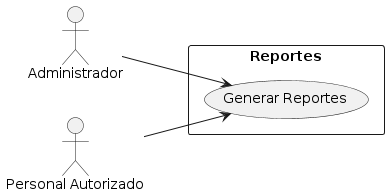 Reportes
Administrador
Generar Reportes
Personal Autorizado